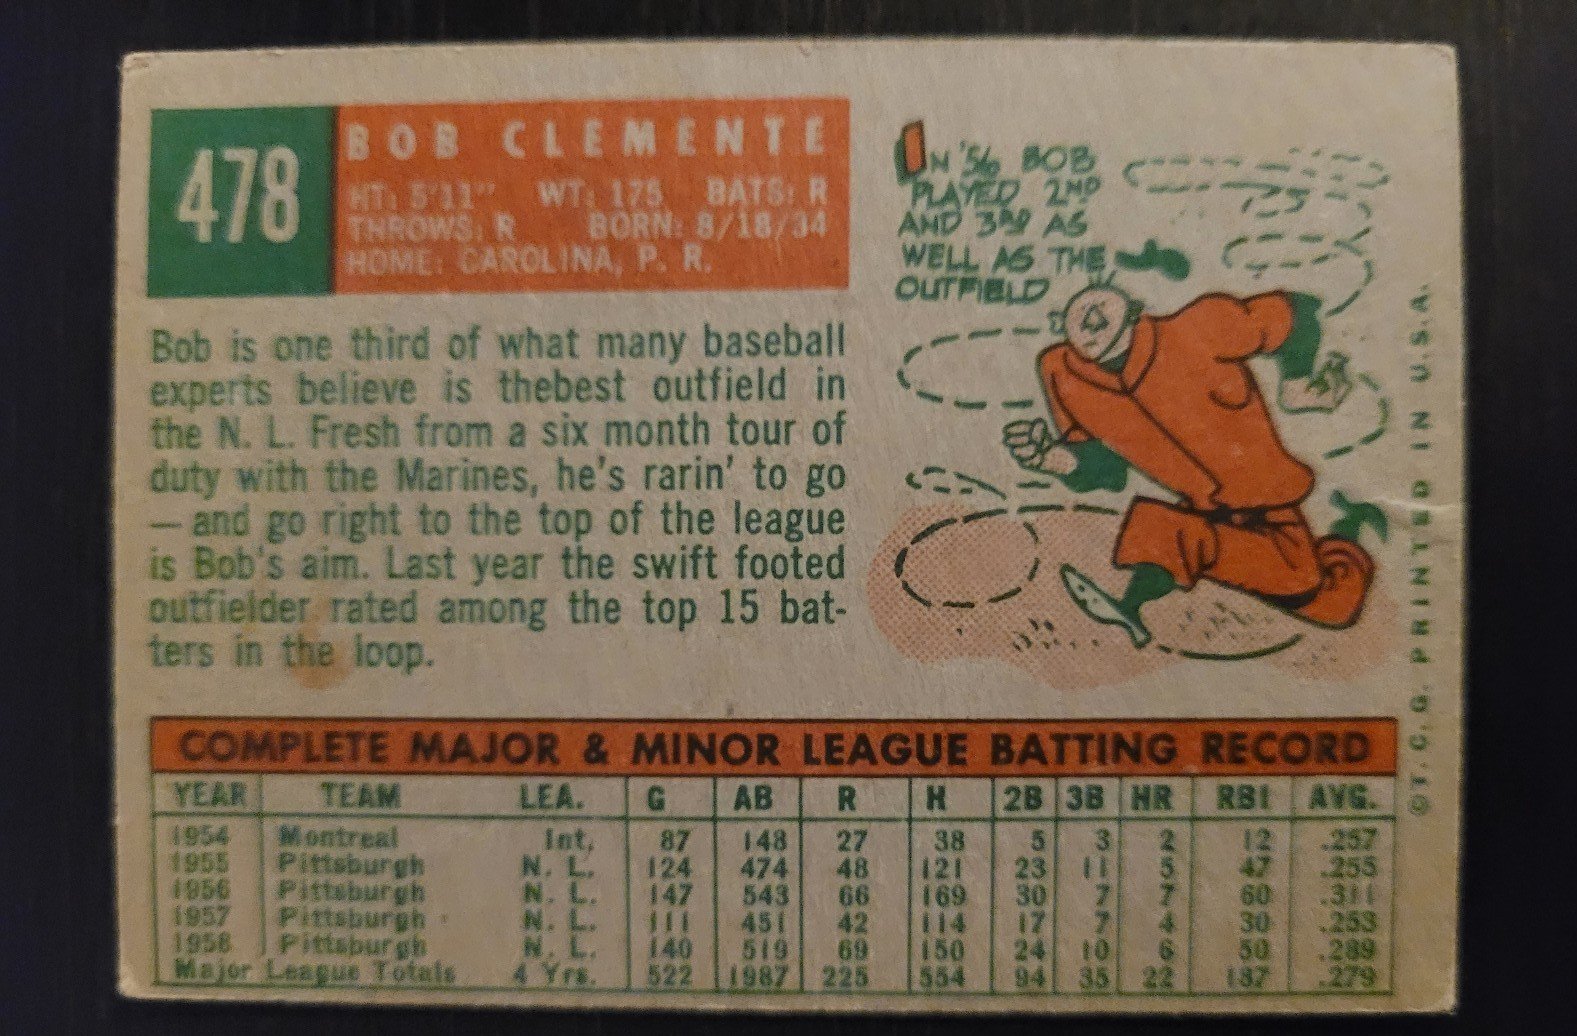 478
BOB CLEMENTE
HT: 5'11" WT: 175 BATS: R
THROWS: R BORN: 8/18/34
HOME: CAROLINA, P. R.
IN '56 BOB
PLAYED 2ND
AND 3RD AS
WELL AS THE
OUTFIELD
Bob is one third of what many baseball
experts believe is thebest outfield in
the N. L. Fresh from a six month tour of
duty with the Marines, he's rarin' to go
— and go right to the top of the league
is Bob's aim. Last year the swift footed
outfielder rated among the top 15 bat-
ters in the loop.
©T. C. G. PRINTED IN U.S.A.
COMPLETE MAJOR & MINOR LEAGUE BATTING RECORD
YEAR TEAM LEA. G AB R H 2B 3B HR RBI AVG.
1954 Montreal Int. 87 148 27 38 5 3 2 12 .257
1955 Pittsburgh N. L. 124 474 48 121 23 11 5 47 .255
1956 Pittsburgh N. L. 147 543 66 169 30 7 7 60 .311
1957 Pittsburgh N. L. 111 451 42 114 17 7 4 30 .253
1958 Pittsburgh N. L. 140 519 69 150 24 10 6 50 .289
Major League Totals 4 Yrs. 522 1987 225 554 94 35 22 187 .279